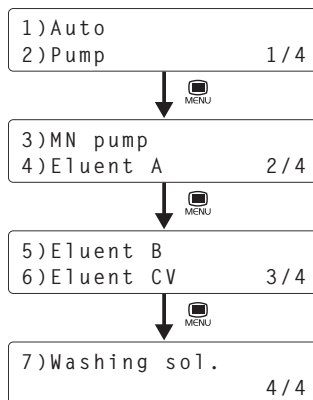 1)Auto
2)Pump 1/4
MENU
3)MN pump
4)Eluent A 2/4
MENU
5)Eluent B
6)Eluent CV 3/4
MENU
7)Washing sol.
4/4